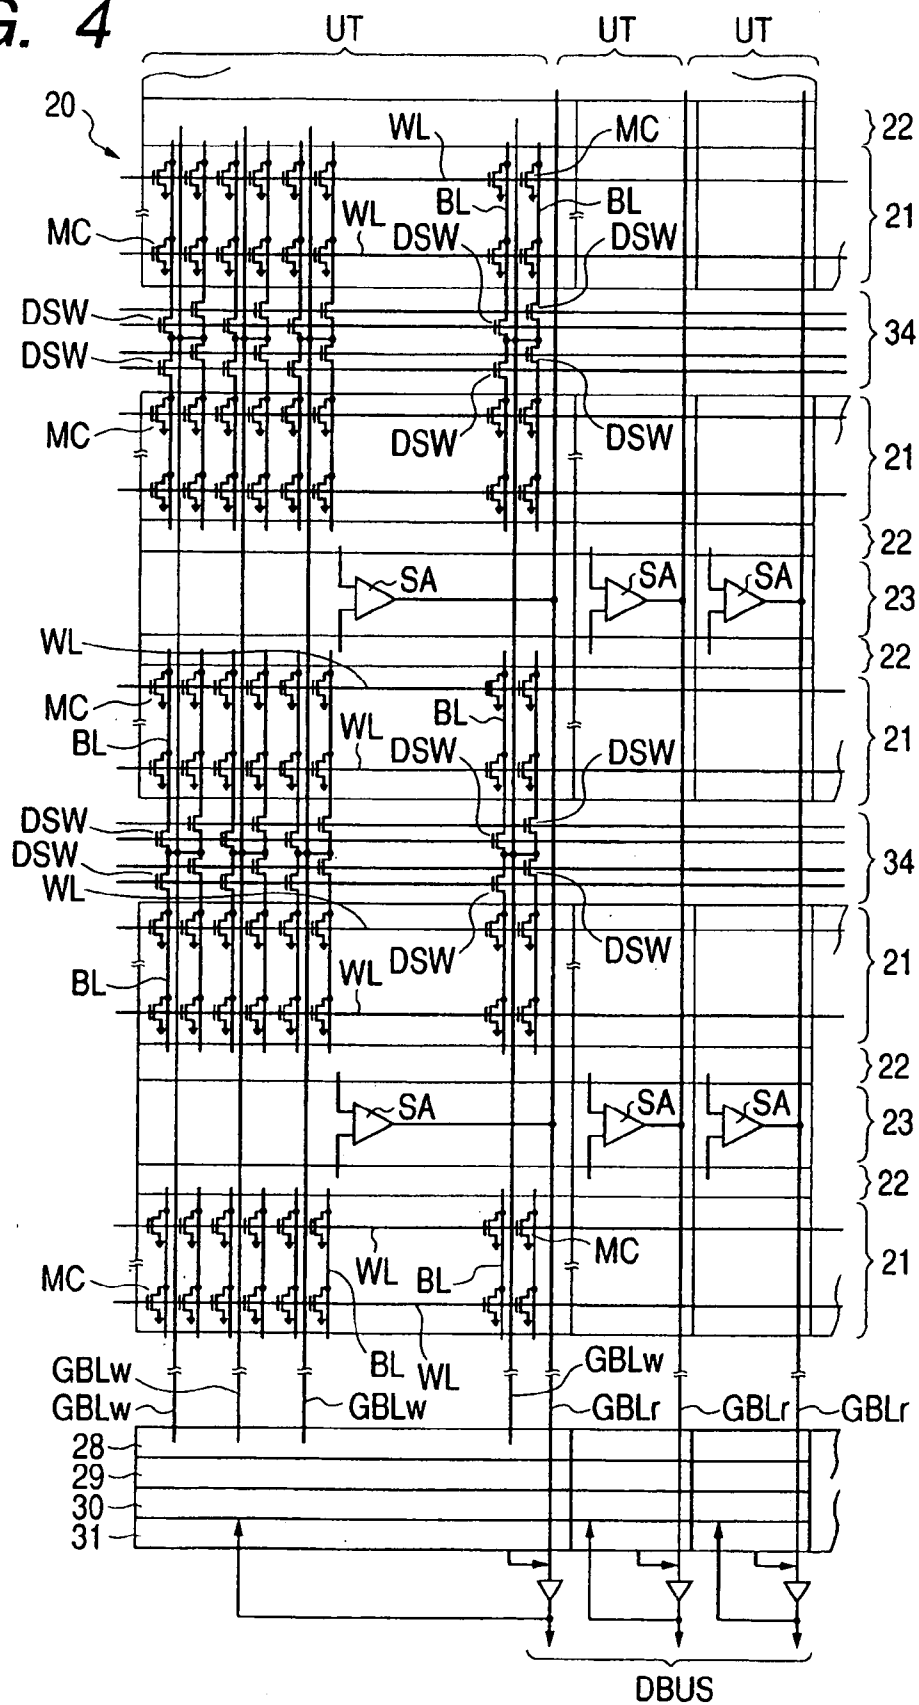 G. 4
UT UT UT
20
WL MC 22
BL BL 21
MC WL DSW DSW
DSW 34
DSW
MC DSW DSW 21
22
SA SA SA 23
WL 22
MC BL 21
BL WL DSW DSW
DSW
DSW 34
WL
DSW DSW 21
BL WL
22
SA SA SA 23
22
WL MC 21
MC BL
BL WL GBLw
GBLw
GBLw GBLw GBLr GBLr GBLr
28
29
30
31
DBUS